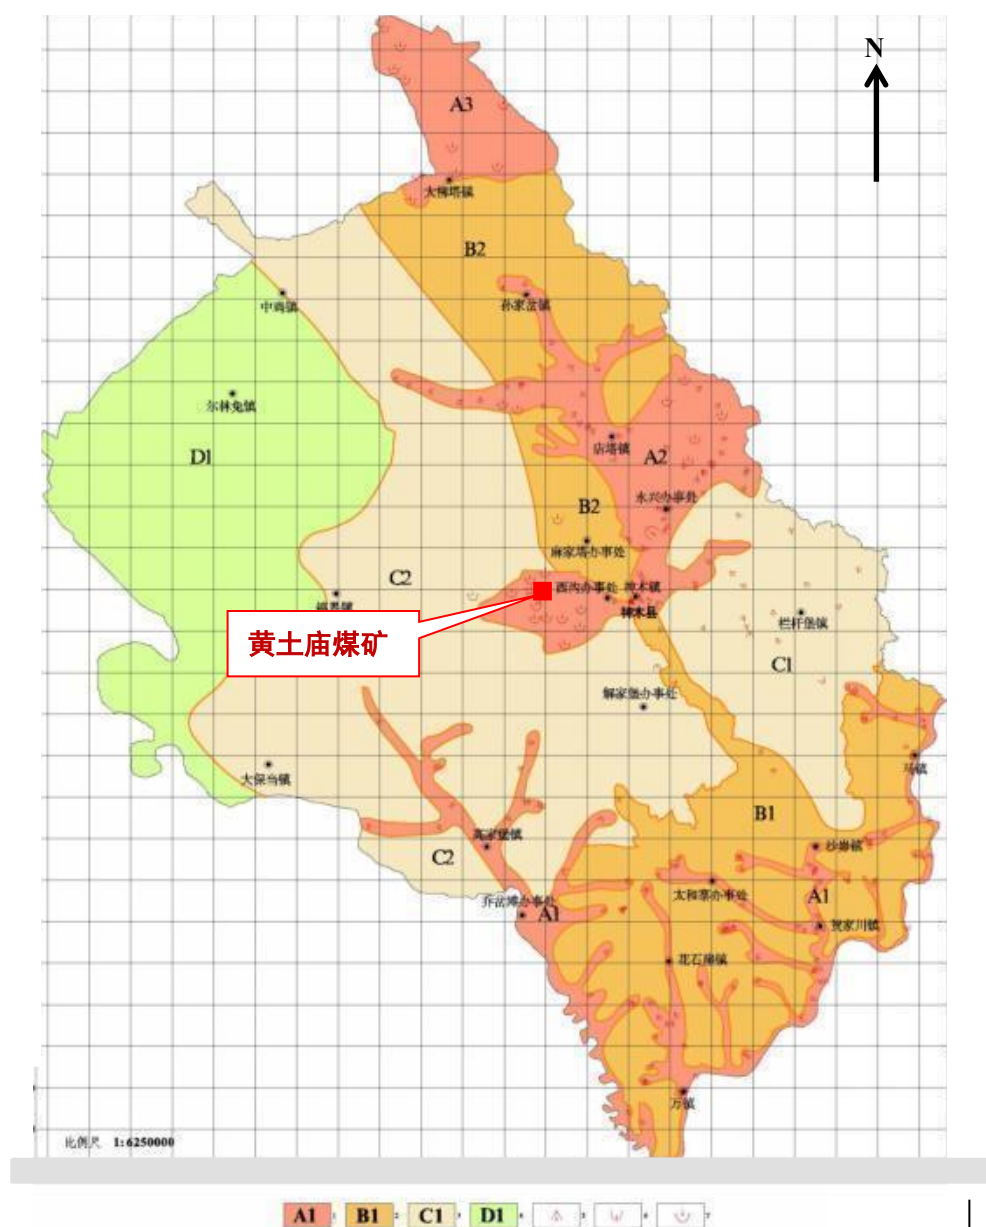 N
A3
大柳塔镇
B2
孙家岔镇
中鸡镇
尔林兔镇
D1
店塔镇
A2
永兴办事处
B2
麻家塔办事处
C2
西沟办事处
神木镇
神木县
锦界镇
栏杆堡镇
黄土庙煤矿
C1
解家堡办事处
马镇
大保当镇
B1
高家堡镇
沙峁镇
C2
太和寨办事处
A1
乔岔滩办事处
A1
贺家川镇
花石崖镇
万镇
比例尺 1:6250000
A1 B1 C1 D1